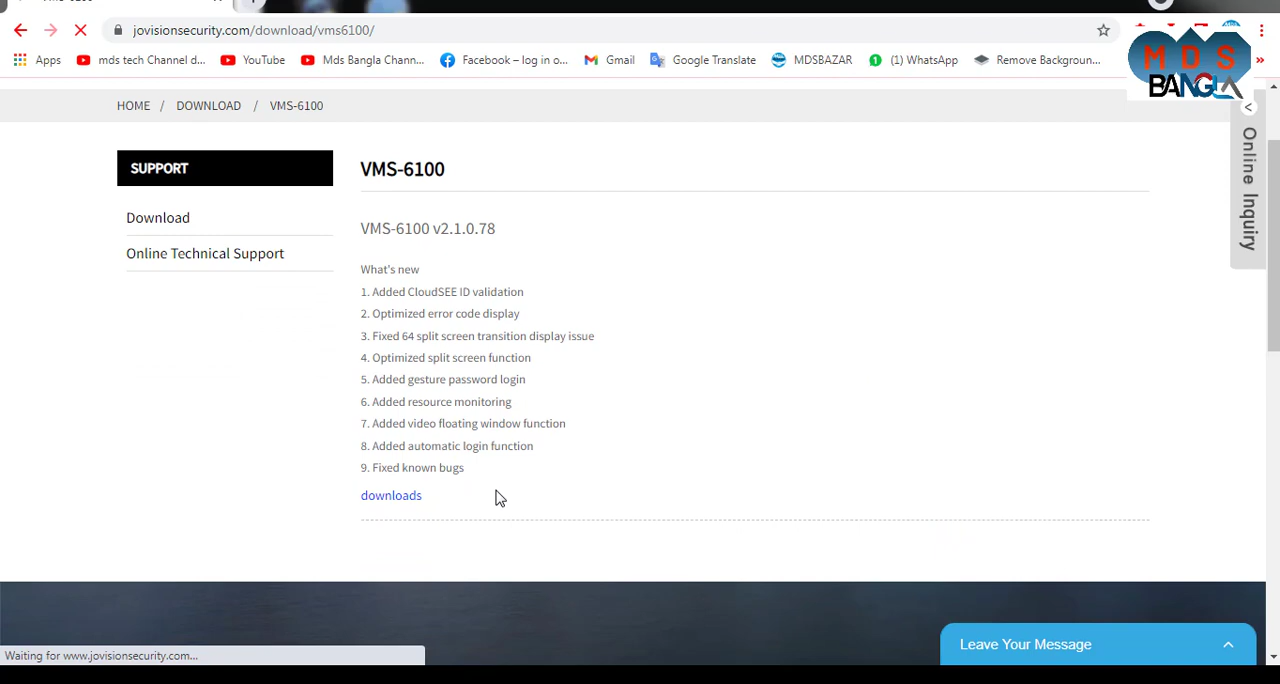 jovisionsecurity.com/download/vms6100/
Apps mds tech Channel d... YouTube Mds Bangla Chann... Facebook – log in o... Gmail Google Translate MDSBAZAR (1) WhatsApp Remove Backgroun... »
MDS
BANGLA
HOME / DOWNLOAD / VMS-6100
SUPPORT
Download
Online Technical Support
VMS-6100
VMS-6100 v2.1.0.78
What's new
1. Added CloudSEE ID validation
2. Optimized error code display
3. Fixed 64 split screen transition display issue
4. Optimized split screen function
5. Added gesture password login
6. Added resource monitoring
7. Added video floating window function
8. Added automatic login function
9. Fixed known bugs
downloads
<
Online Inquiry
Leave Your Message
Waiting for www.jovisionsecurity.com...